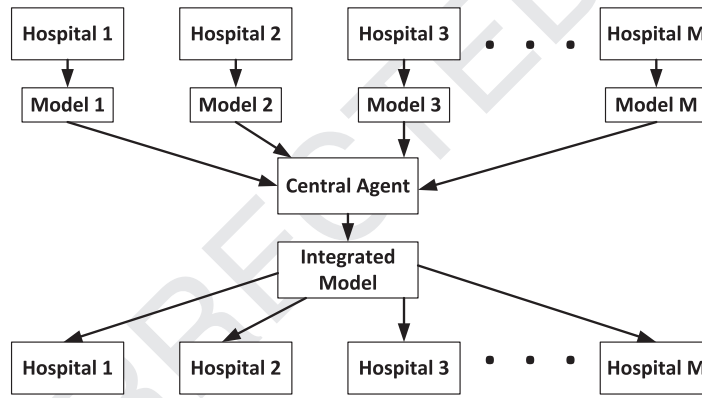 Hospital 1
Hospital 2
Hospital 3
. . .
Hospital M
Model 1
Model 2
Model 3
Model M
Central Agent
Integrated
Model
Hospital 1
Hospital 2
Hospital 3
. . .
Hospital M
RRECTED